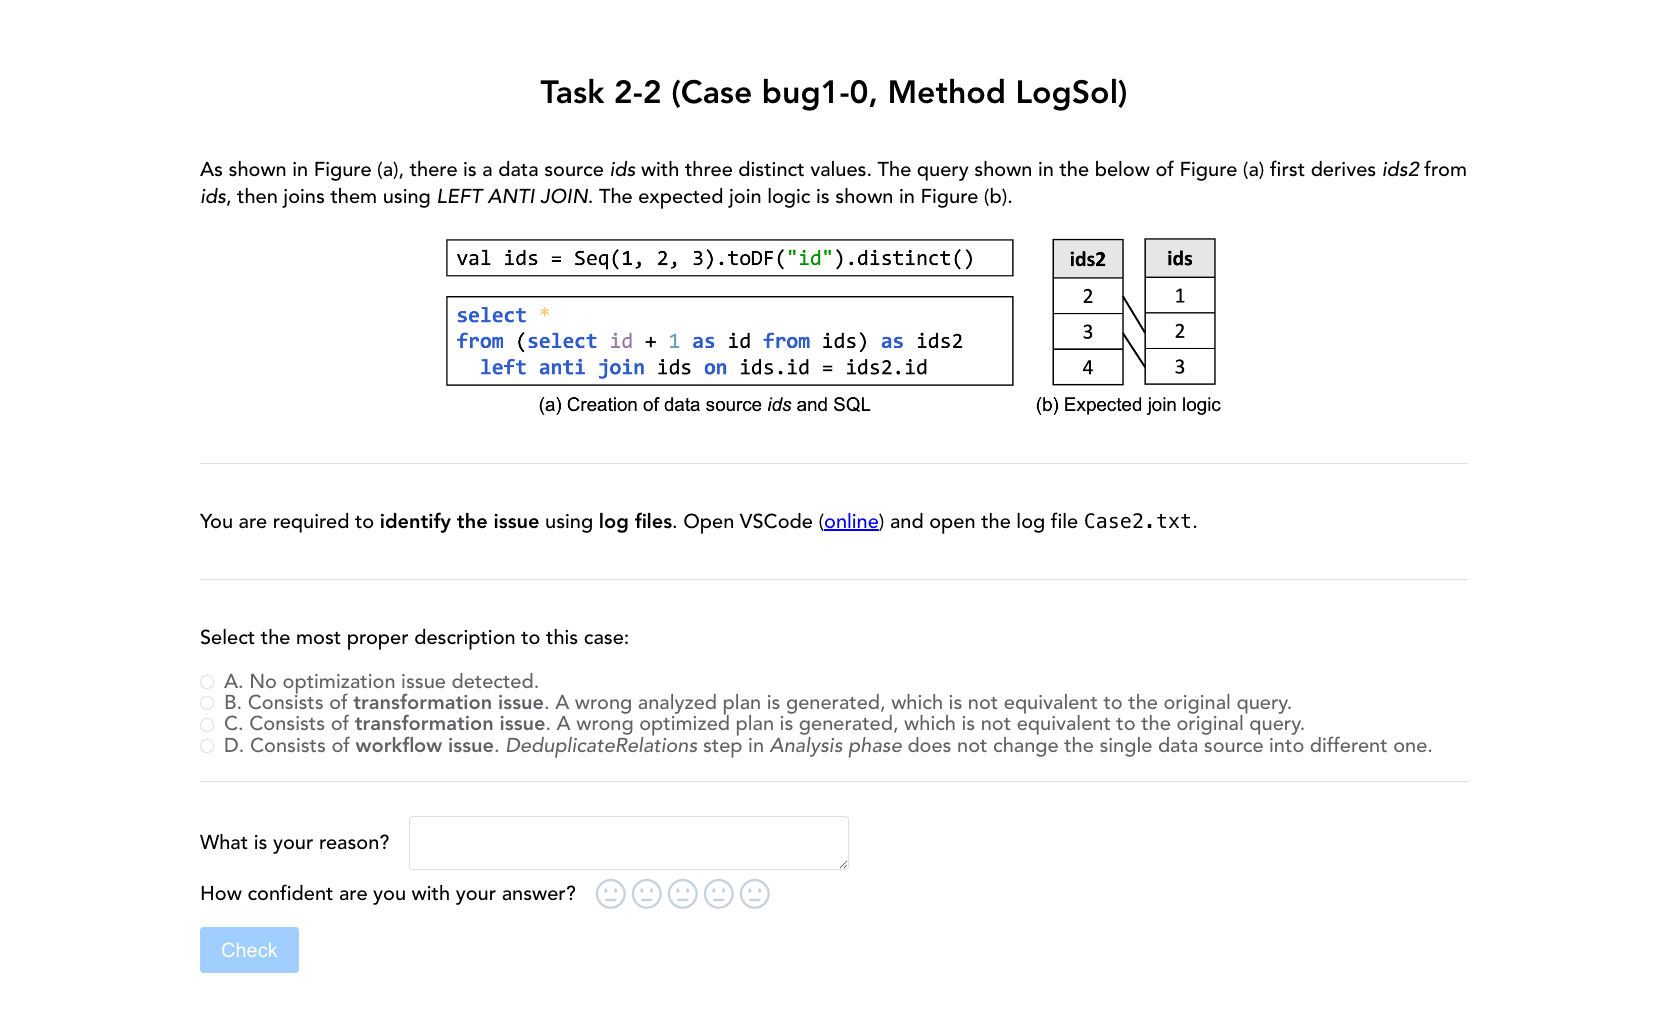 Task 2-2 (Case bug1-0, Method LogSol)
As shown in Figure (a), there is a data source ids with three distinct values. The query shown in the below of Figure (a) first derives ids2 from
ids, then joins them using LEFT ANTI JOIN. The expected join logic is shown in Figure (b).
val ids = Seq(1, 2, 3).toDF("id").distinct()
select *
from (select id + 1 as id from ids) as ids2
left anti join ids on ids.id = ids2.id
(a) Creation of data source ids and SQL
ids2 ids
2 1
3 2
4 3
(b) Expected join logic
You are required to identify the issue using log files. Open VSCode (online) and open the log file Case2.txt.
Select the most proper description to this case:
A. No optimization issue detected.
B. Consists of transformation issue. A wrong analyzed plan is generated, which is not equivalent to the original query.
C. Consists of transformation issue. A wrong optimized plan is generated, which is not equivalent to the original query.
D. Consists of workflow issue. DeduplicateRelations step in Analysis phase does not change the single data source into different one.
What is your reason?
How confident are you with your answer?
Check